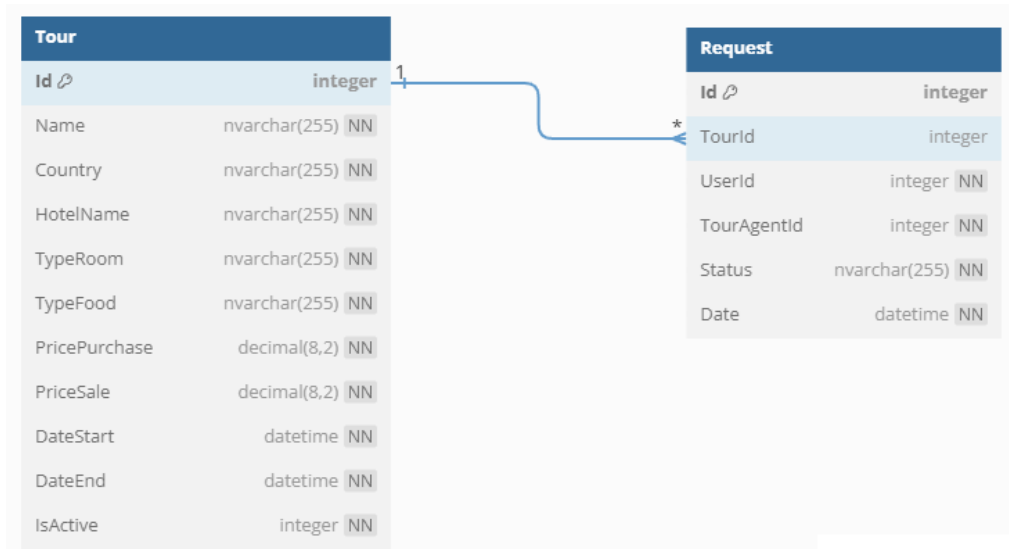 Tour
Id integer
Name nvarchar(255) NN
Country nvarchar(255) NN
HotelName nvarchar(255) NN
TypeRoom nvarchar(255) NN
TypeFood nvarchar(255) NN
PricePurchase decimal(8,2) NN
PriceSale decimal(8,2) NN
DateStart datetime NN
DateEnd datetime NN
IsActive integer NN
1
*
Request
Id integer
TourId integer
UserId integer NN
TourAgentId integer NN
Status nvarchar(255) NN
Date datetime NN